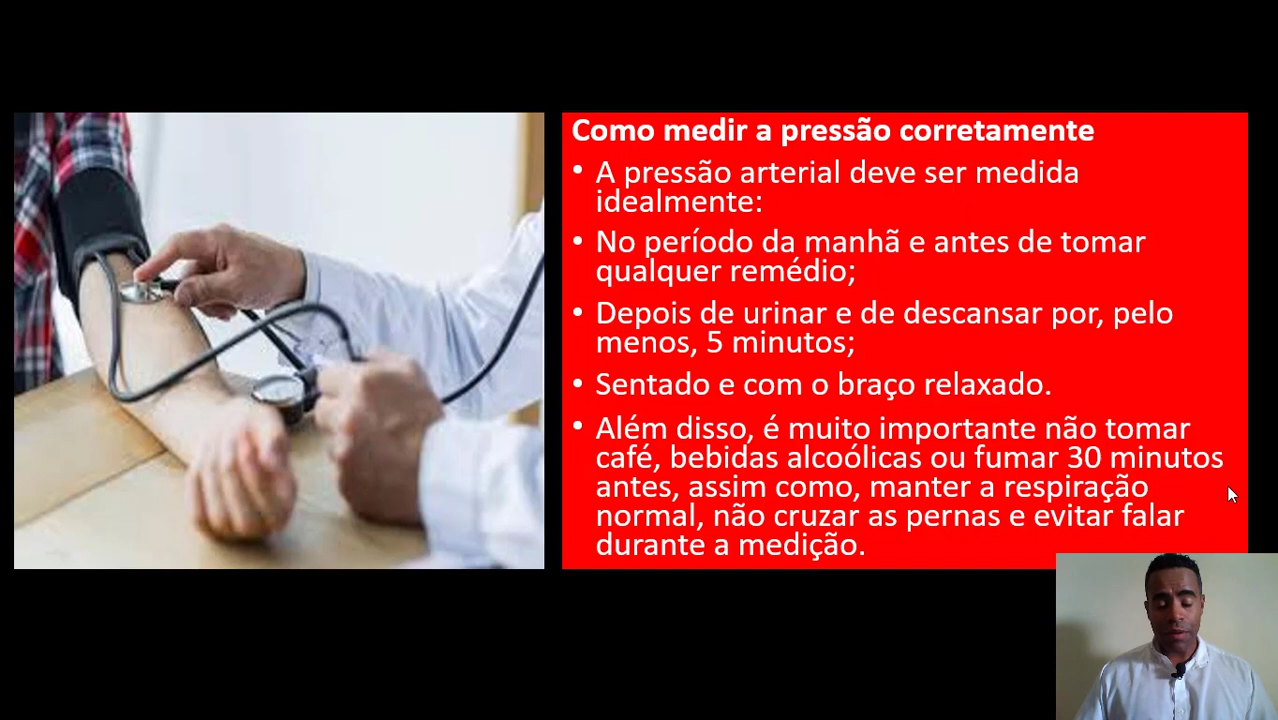 Como medir a pressão corretamente
• A pressão arterial deve ser medida
idealmente:
• No período da manhã e antes de tomar
qualquer remédio;
• Depois de urinar e de descansar por, pelo
menos, 5 minutos;
• Sentado e com o braço relaxado.
• Além disso, é muito importante não tomar
café, bebidas alcoólicas ou fumar 30 minutos
antes, assim como, manter a respiração
normal, não cruzar as pernas e evitar falar
durante a medição.